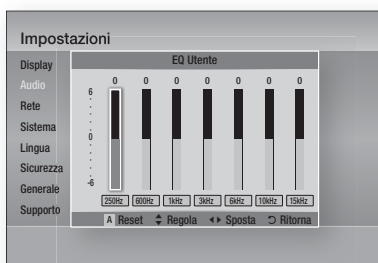 Impostazioni
Display
Audio
Rete
Sistema
Lingua
Sicurezza
Generale
Supporto
EQ Utente
0 0 0 0 0 0 0
6
0
-6
250Hz 600Hz 1kHz 3kHz 6kHz 10kHz 15kHz
A Reset Regola Sposta Ritorna